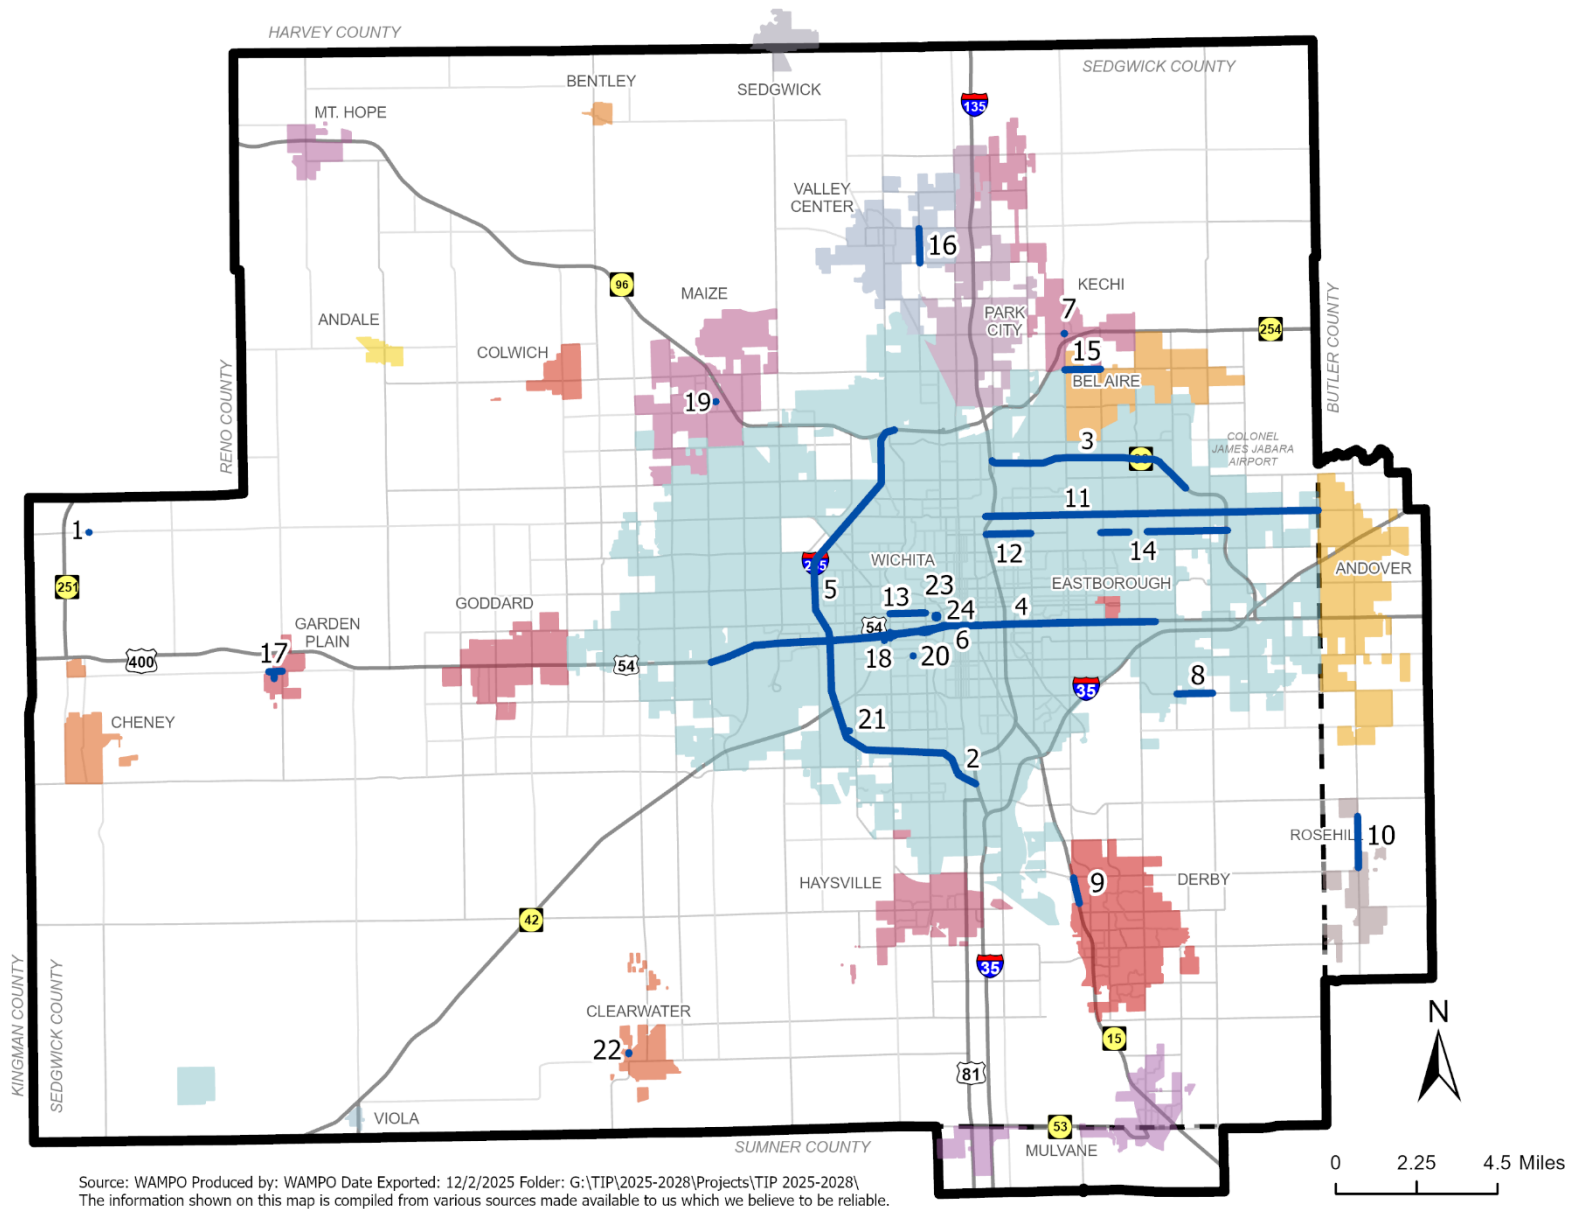 HARVEY COUNTY
SEDGWICK COUNTY
BENTLEY
SEDGWICK
135
MT. HOPE
VALLEY
CENTER
16
96
MAIZE
KECHI
7
PARK
CITY
254
BUTLER COUNTY
ANDALE
COLWICH
15
BEL AIRE
RENO COUNTY
19
3
COLONEL
JAMES JABARA
AIRPORT
11
1
12
14
WICHITA
ANDOVER
251
5
23
EASTBOROUGH
GODDARD
13
24
4
GARDEN
PLAIN
54
6
17
400
54
18
20
8
35
CHENEY
21
2
ROSEHILL
10
HAYSVILLE
9
DERBY
42
35
KINGMAN COUNTY
SEDGWICK COUNTY
CLEARWATER
N
22
15
81
VIOLA
53
SUMNER COUNTY
MULVANE
0 2.25 4.5 Miles
Source: WAMPO Produced by: WAMPO Date Exported: 12/2/2025 Folder: G:\TIP\2025-2028\Projects\TIP 2025-2028\
The information shown on this map is compiled from various sources made available to us which we believe to be reliable.